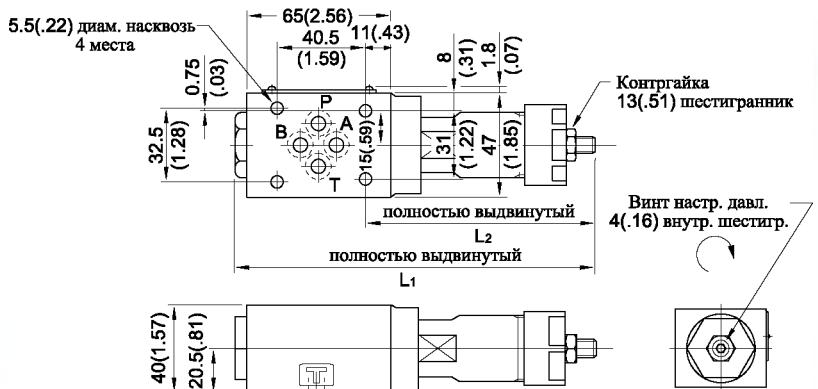 65(2.56)
5.5(.22) диам. насквозь
4 места
40.5
(1.59)
11(.43)
8
(.31)
1.8
(.07)
0.75
(.03)
Контргайка
13(.51) шестигранник
P
B
A
T
32.5
(1.28)
15(.59)
31
(1.22)
47
(1.85)
Винт настр. давл.
4(.16) внутр. шестигр.
полностью выдвинутый
L2
полностью выдвинутый
L1
40(1.57)
20.5(.81)
T